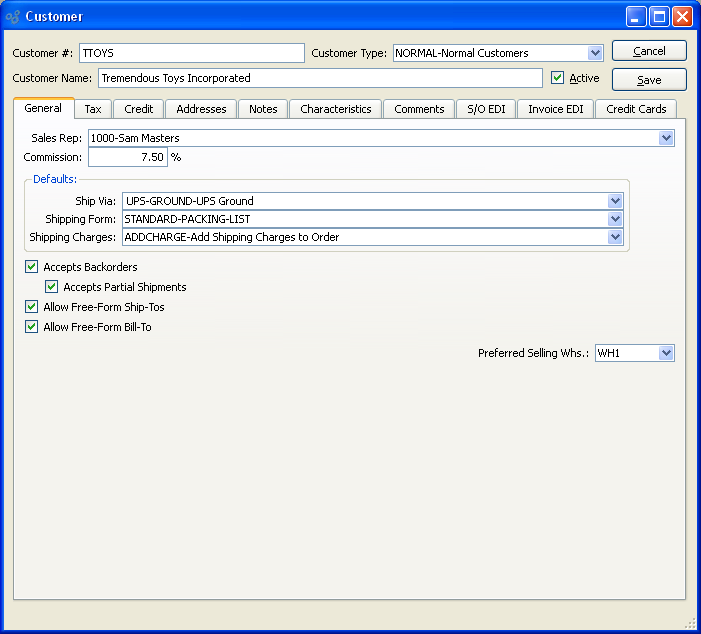 Customer
Customer #: TTOYS Customer Type: NORMAL-Normal Customers Cancel
Customer Name: Tremendous Toys Incorporated Active Save
General Tax Credit Addresses Notes Characteristics Comments S/O EDI Invoice EDI Credit Cards
Sales Rep: 1000-Sam Masters
Commission: 7.50 %
Defaults:
Ship Via: UPS-GROUND-UPS Ground
Shipping Form: STANDARD-PACKING-LIST
Shipping Charges: ADDCHARGE-Add Shipping Charges to Order
Accepts Backorders
Accepts Partial Shipments
Allow Free-Form Ship-Tos
Allow Free-Form Bill-To
Preferred Selling Whs.: WH1